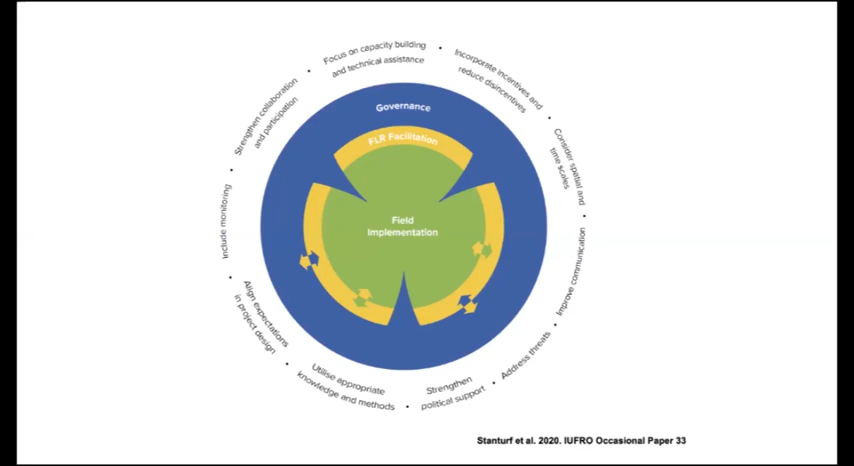 Focus on capacity building
and technical assistance
Incorporate incentives and
reduce disincentives
Consider spatial and
time scales
Improve communication
Address threats
Strengthen
political support
Utilise appropriate
knowledge and methods
Align expectations
in project design
Include monitoring
Strengthen collaboration
and participation
Governance
FLR Facilitation
Field
Implementation
Stanturf et al. 2020. IUFRO Occasional Paper 33